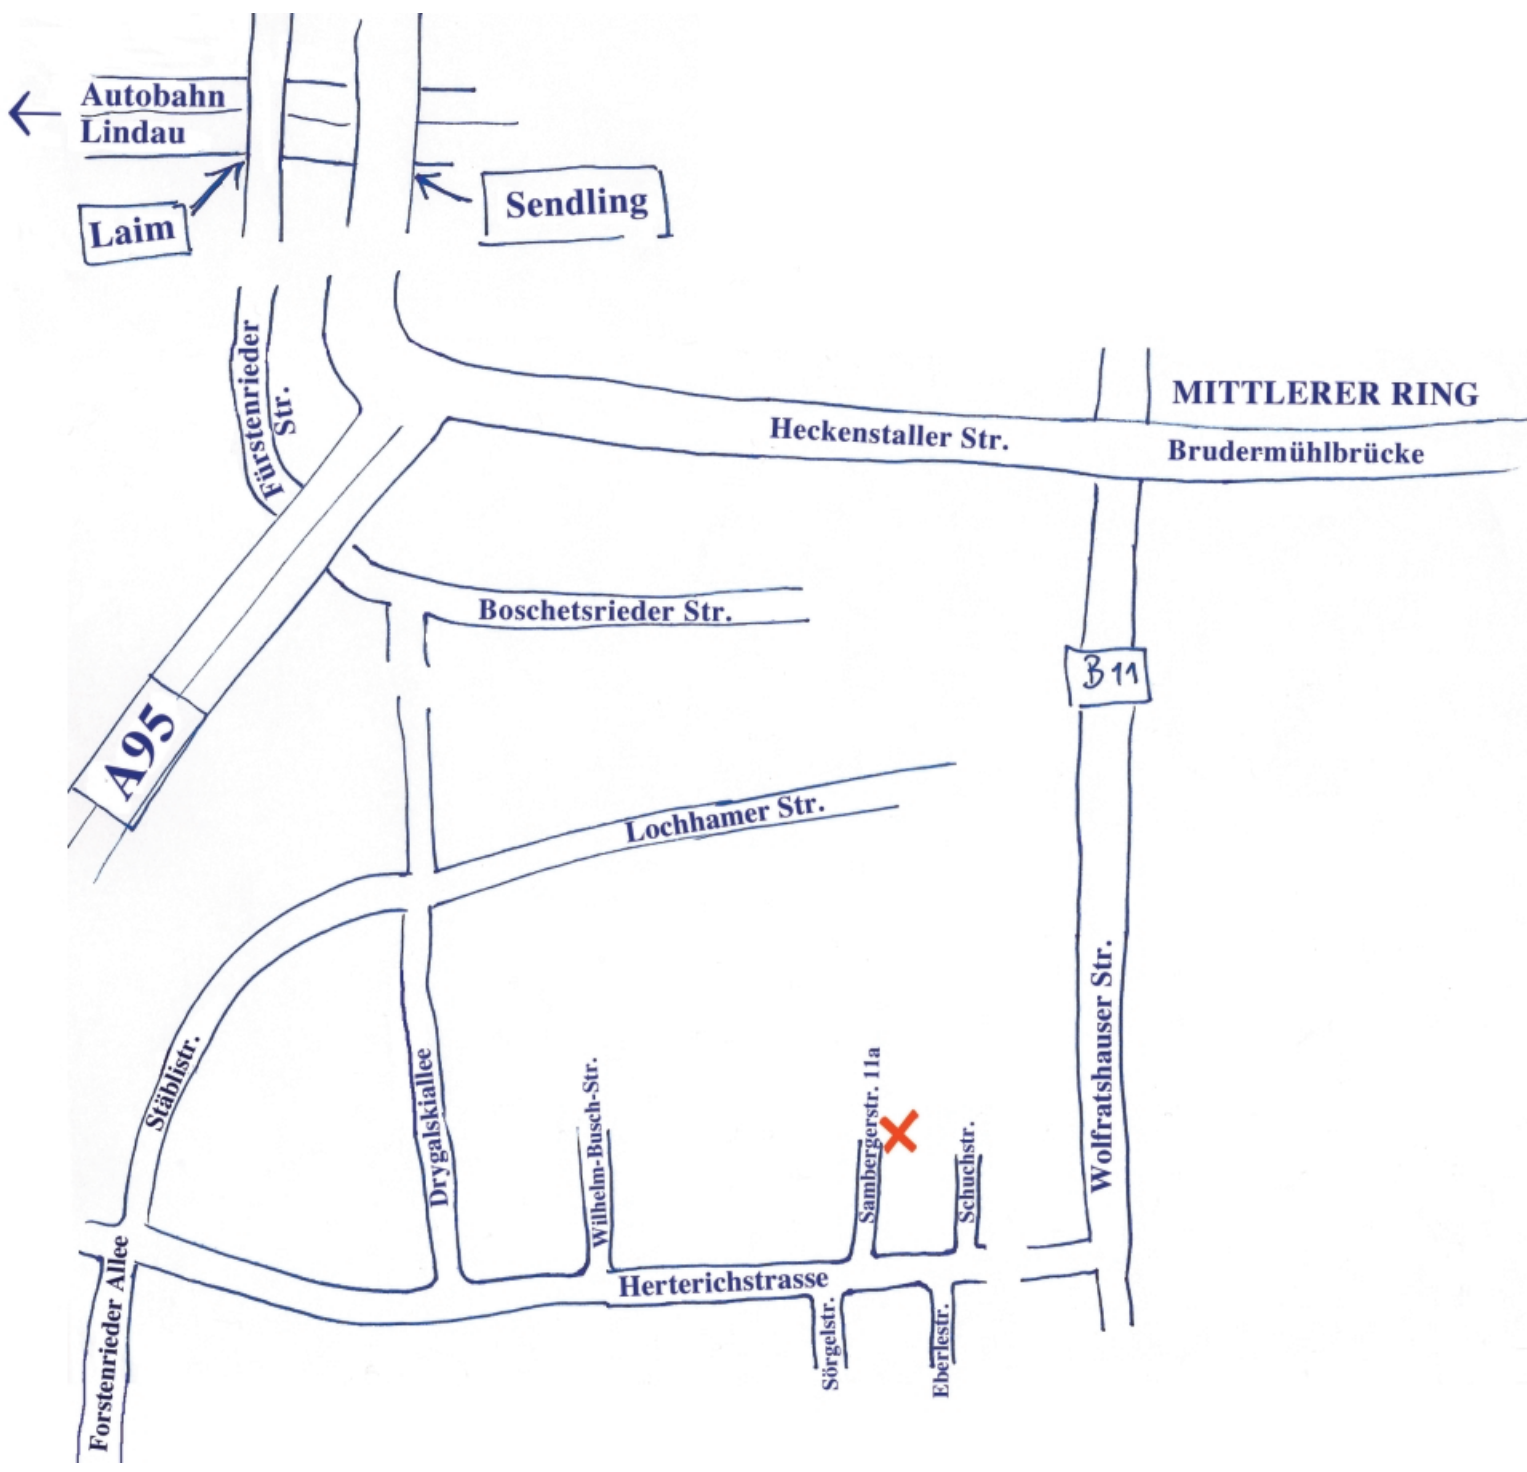 Autobahn
Lindau
Laim
Sendling
Fürstenrieder
Str.
MITTLERER RING
Heckenstaller Str.
Brudermühlbrücke
Boschetsrieder Str.
B 11
A95
Lochhamer Str.
Wolfratshauser Str.
Stäblistr.
Drygalskiallee
Wilhelm-Busch-Str.
Sambergerstr. 11a
Schuchstr.
Herterichstrasse
Forstenrieder Allee
Sörgelstr.
Eberlestr.